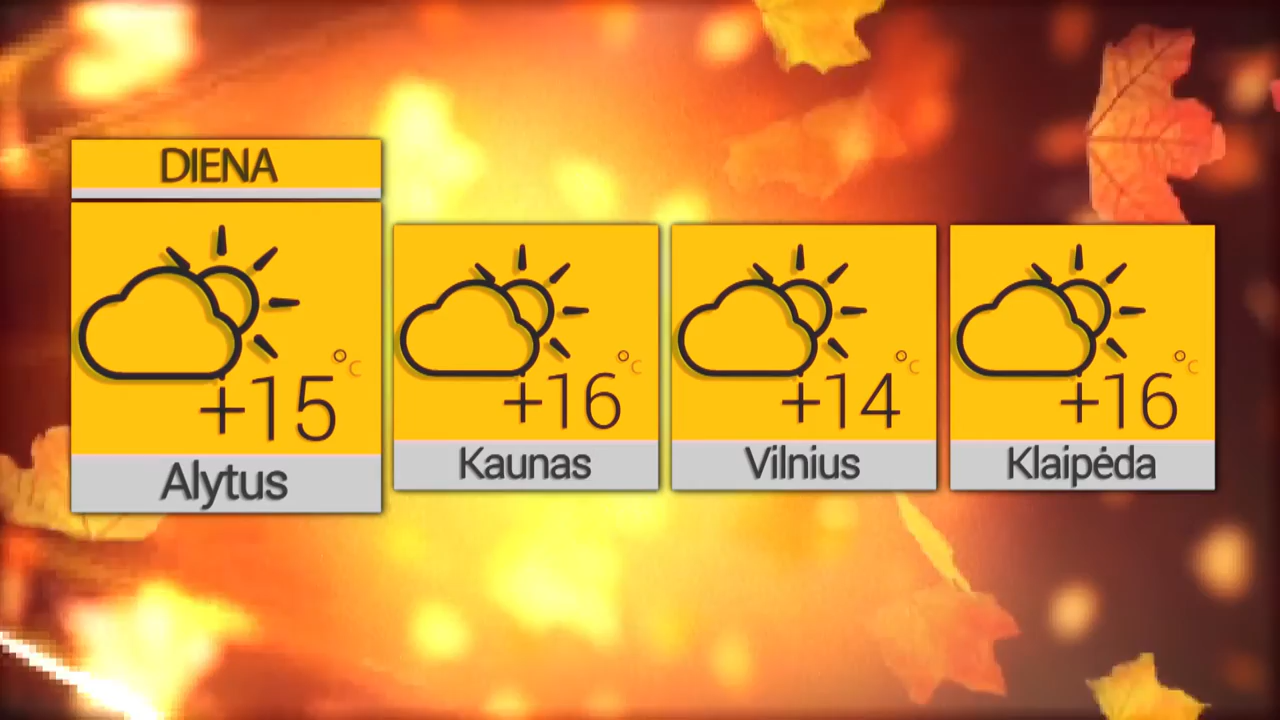 DIENA
+15 °C
Alytus
+16 °C
Kaunas
+14 °C
Vilnius
+16 °C
Klaipėda